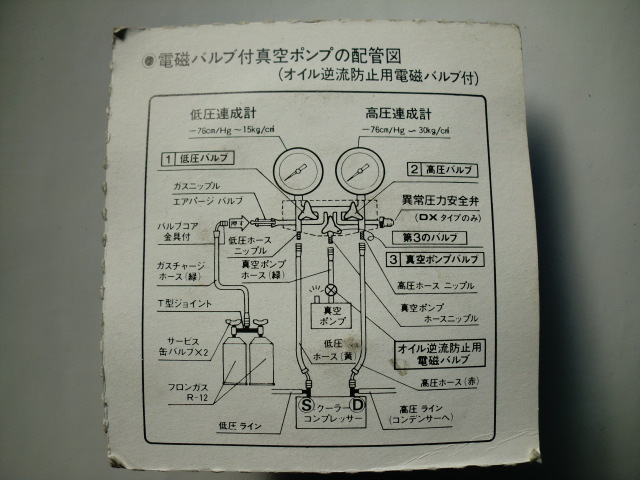 電磁バルブ付真空ポンプの配管図
(オイル逆流防止用電磁バルブ付)
低圧連成計
-76cm/Hg~15kg/cm²
高圧連成計
-76cm/Hg~30kg/cm²
1 低圧バルブ
2 高圧バルブ
ガスニップル
エアパージ バルブ
異常圧力安全弁
(DXタイプのみ)
バルブコア
金具付
低圧ホース
ニップル
第3のバルブ
3 真空ポンプバルブ
ガスチャージ
ホース(緑)
真空ポンプ
ホース(緑)
高圧ホース ニップル
T型ジョイント
真空
ポンプ
真空ポンプ
ホースニップル
サービス
缶バルブ×2
低圧
ホース(黄)
オイル逆流防止用
電磁バルブ
フロンガス
R-12
高圧ホース(赤)
S
D
クーラー
コンプレッサー
低圧ライン
高圧 ライン
(コンデンサーへ)